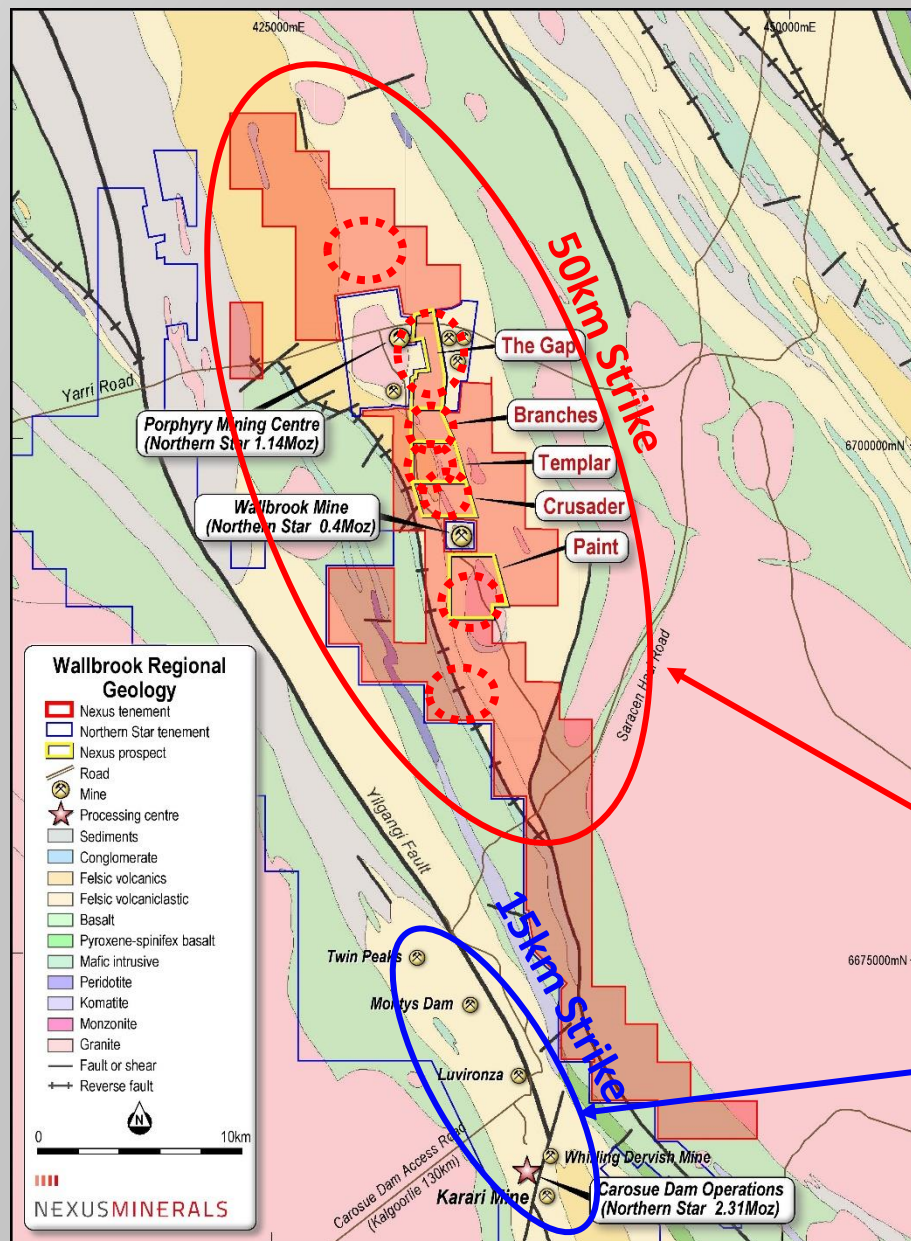 425000mE
450000mE
50km Strike
The Gap
Yarri Road
Porphyry Mining Centre
(Northern Star 1.14Moz)
Branches
6700000mN
Templar
Wallbrook Mine
(Northern Star 0.4Moz)
Crusader
Paint
Saracen Haul Road
Wallbrook Regional
Geology
Nexus tenement
Northern Star tenement
Nexus prospect
Road
Mine
Processing centre
Sediments
Conglomerate
Felsic volcanics
Felsic volcaniclastic
Basalt
Pyroxene-spinifex basalt
Mafic intrusive
Peridotite
Komatite
Monzonite
Granite
Fault or shear
Reverse fault
N
0 10km
NEXUSMINERALS
Yilgangi Fault
15km Strike
Twin Peaks
6675000mN
Montys Dam
Luvironza
Carosue Dam Access Road
(Kalgoorlie 130km)
Whirling Dervish Mine
Karari Mine
Carosue Dam Operations
(Northern Star 2.31Moz)